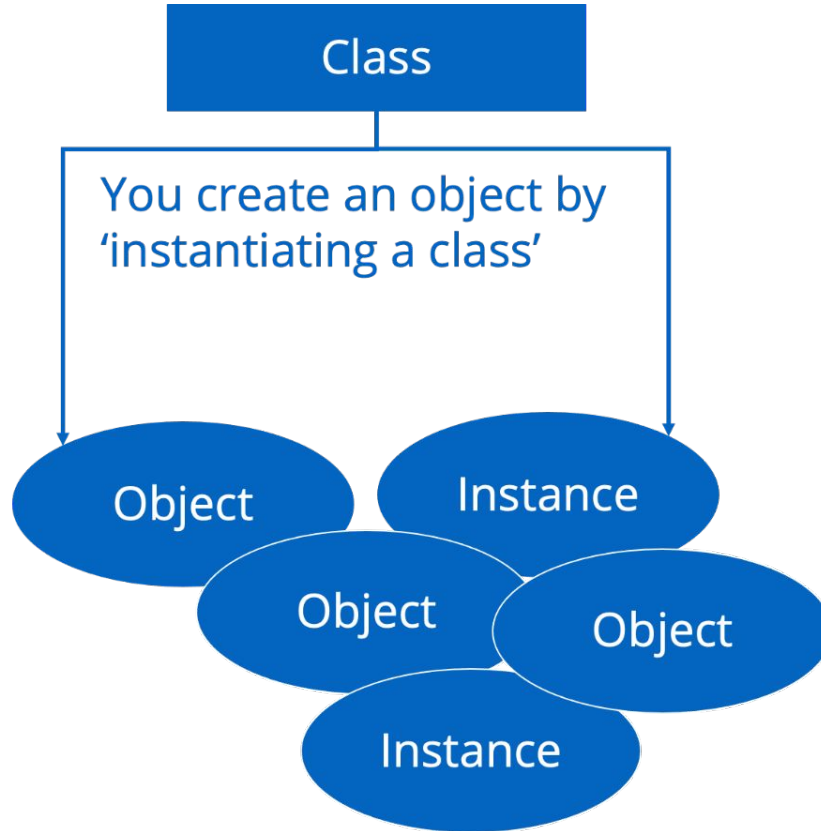 Class
You create an object by
‘instantiating a class’
Object
Instance
Object
Object
Instance